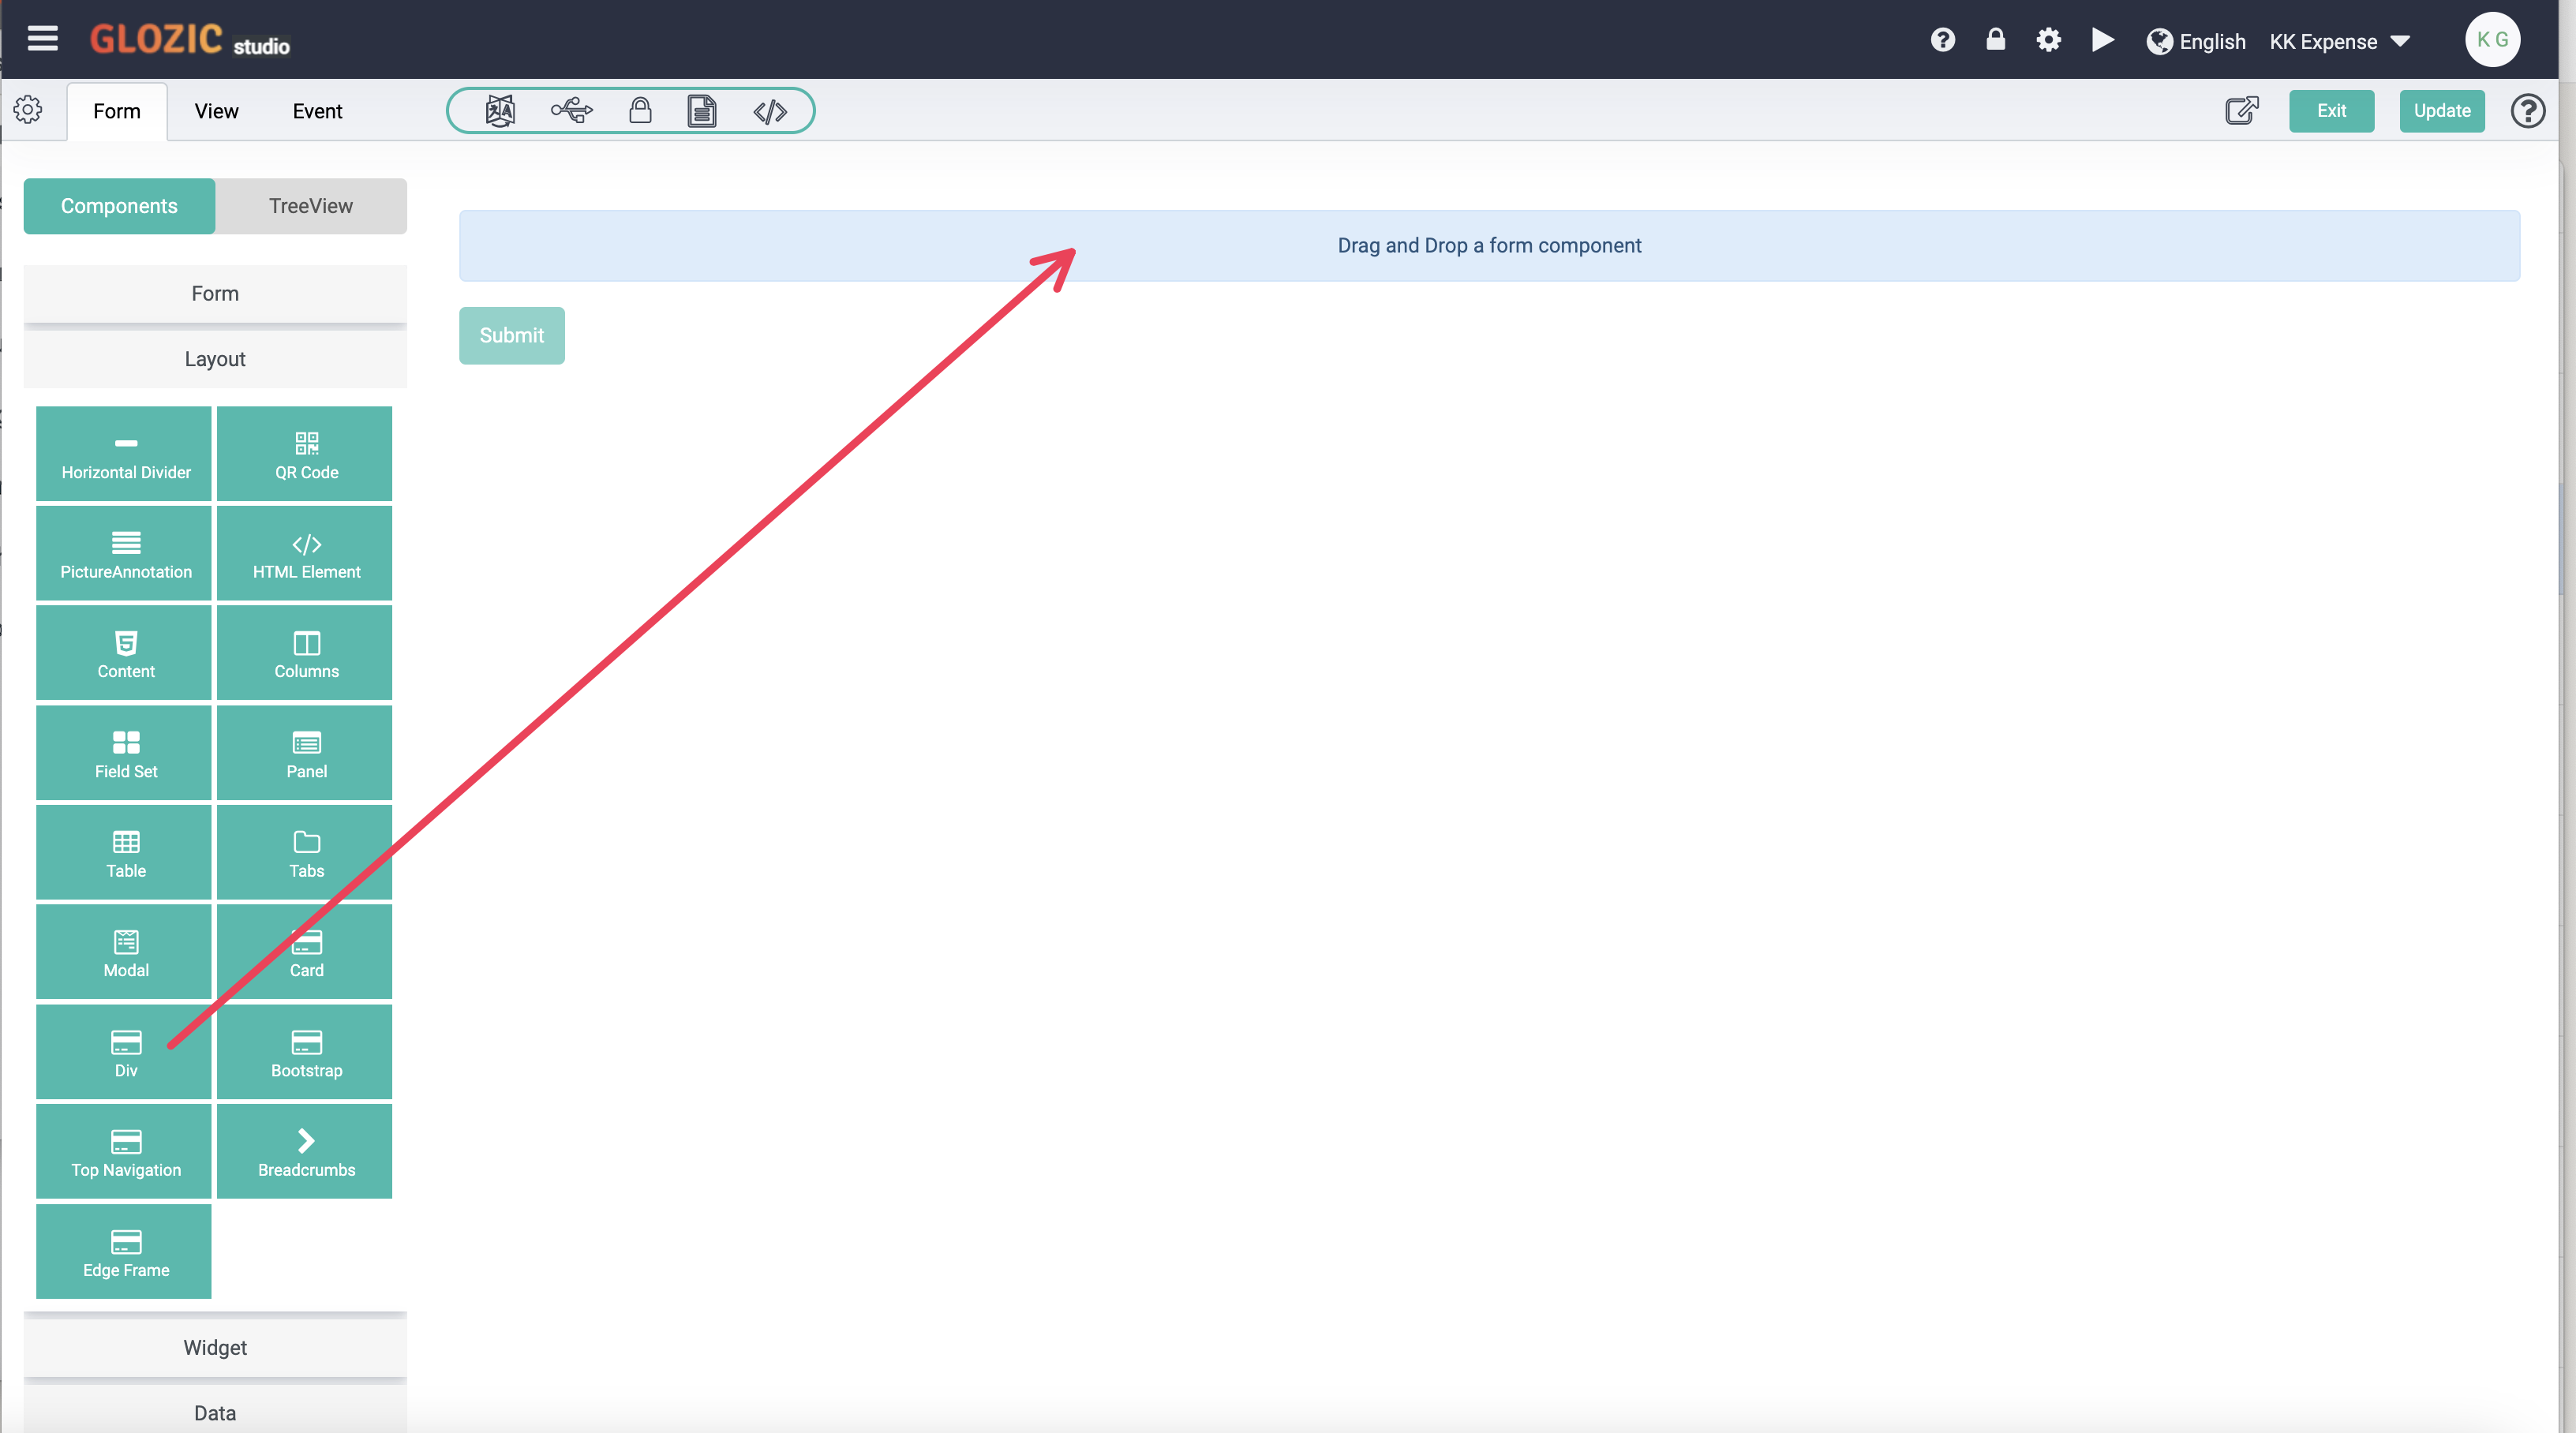 GLOZIC studio
English
KK Expense
K G
Form
View
Event
Exit
Update
Components
TreeView
Drag and Drop a form component
Submit
Form
Layout
Horizontal Divider
QR Code
PictureAnnotation
HTML Element
Content
Columns
Field Set
Panel
Table
Tabs
Modal
Card
Div
Bootstrap
Top Navigation
Breadcrumbs
Edge Frame
Widget
Data